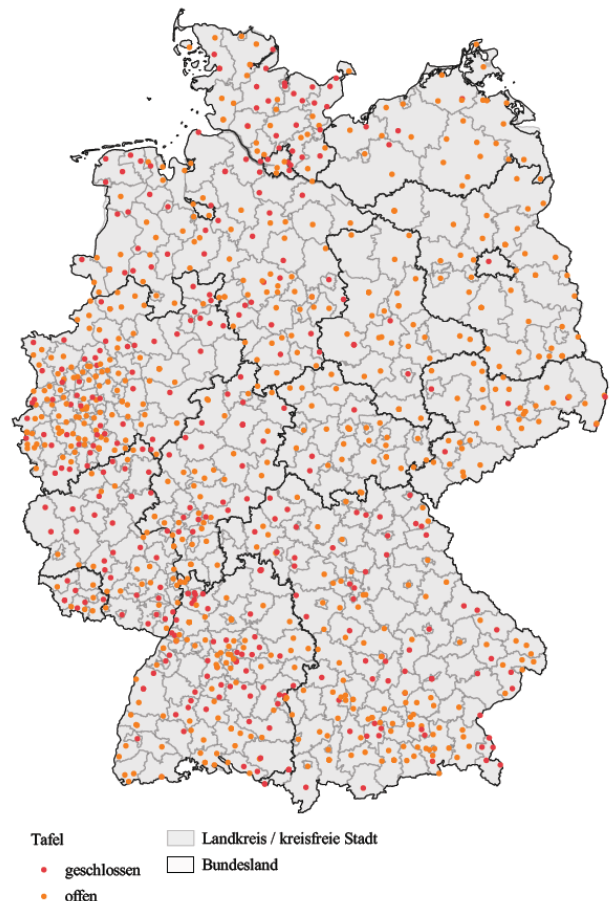 Tafel
geschlossen
offen
Landkreis / kreisfreie Stadt
Bundesland